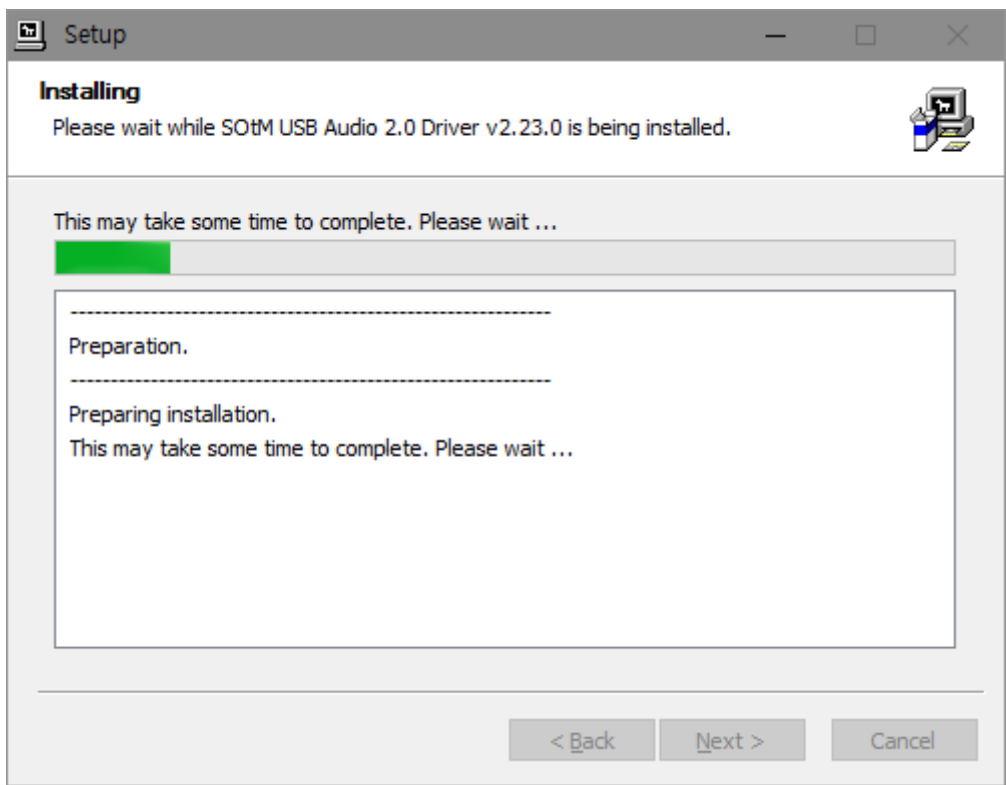 Setup
Installing
Please wait while SOtM USB Audio 2.0 Driver v2.23.0 is being installed.
This may take some time to complete. Please wait ...
------------------------------------------------------------
Preparation.
------------------------------------------------------------
Preparing installation.
This may take some time to complete. Please wait ...
< Back Next > Cancel